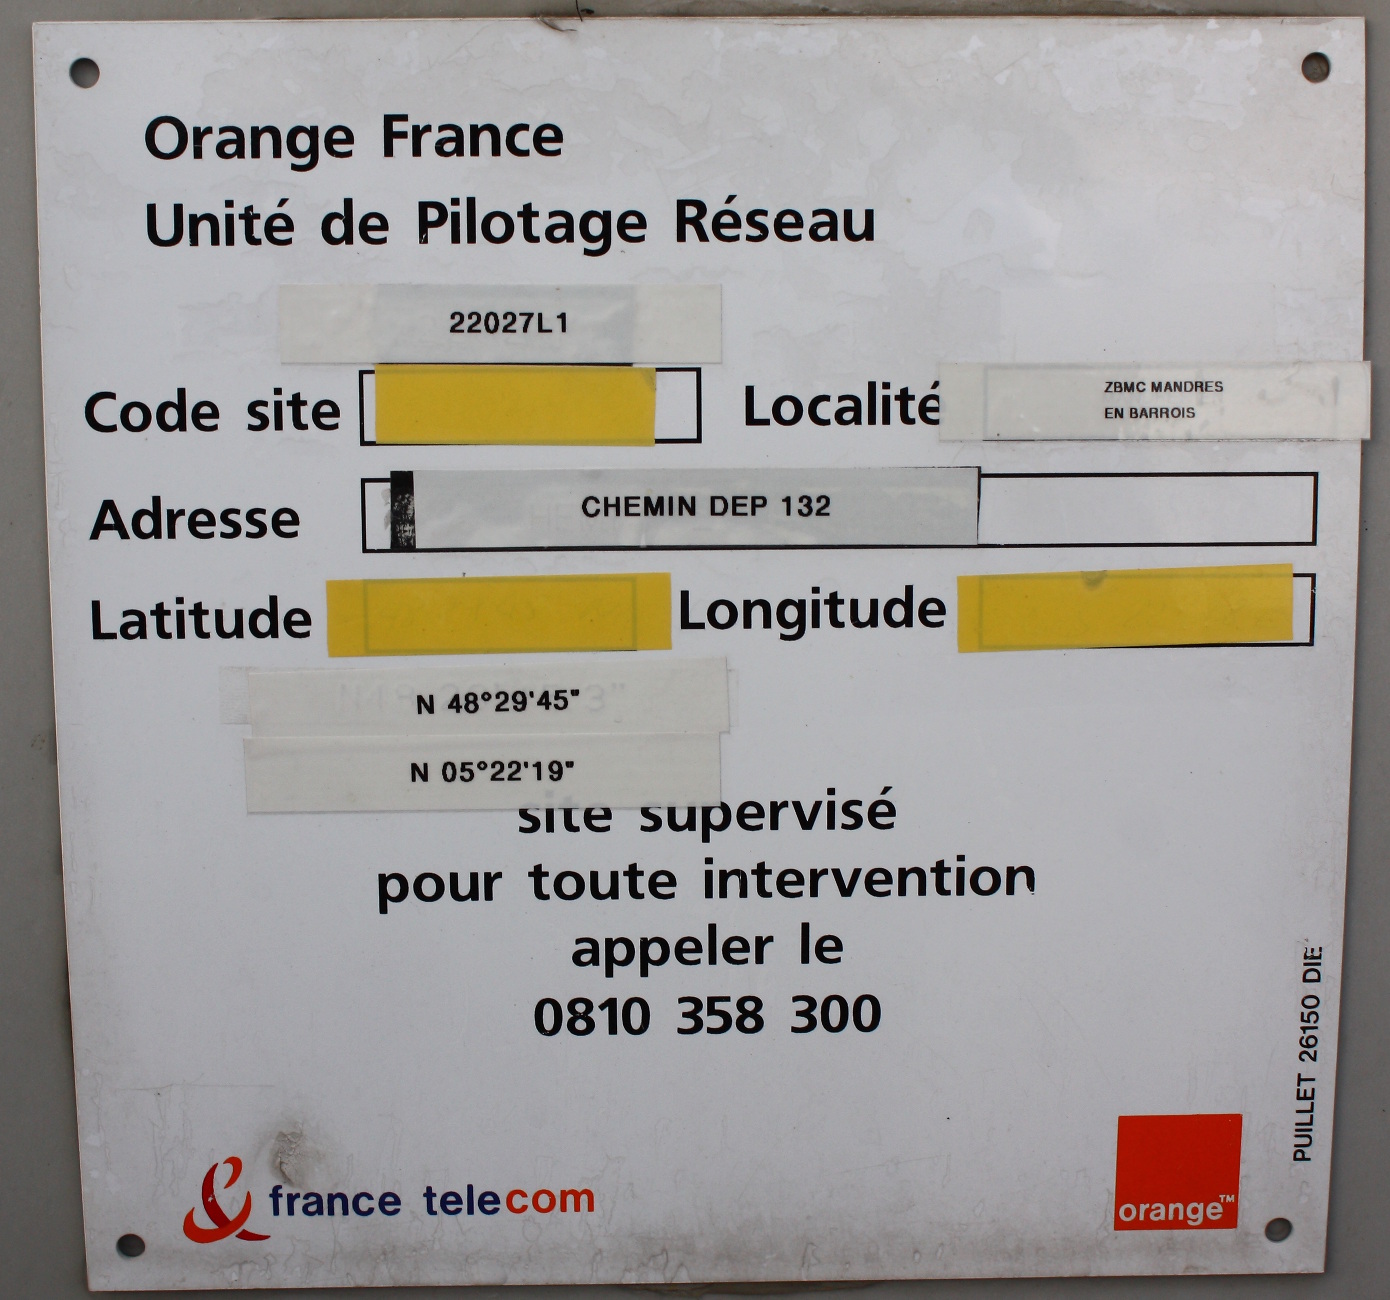 Orange France
Unité de Pilotage Réseau
22027L1
Code site
Localité
ZBMC MANDRES
EN BARROIS
Adresse
CHEMIN DEP 132
Latitude
Longitude
N 48°29'45"
N 05°22'19"
site supervisé
pour toute intervention
appeler le
0810 358 300
PUILLET 26150 DIE
france telecom
orange™